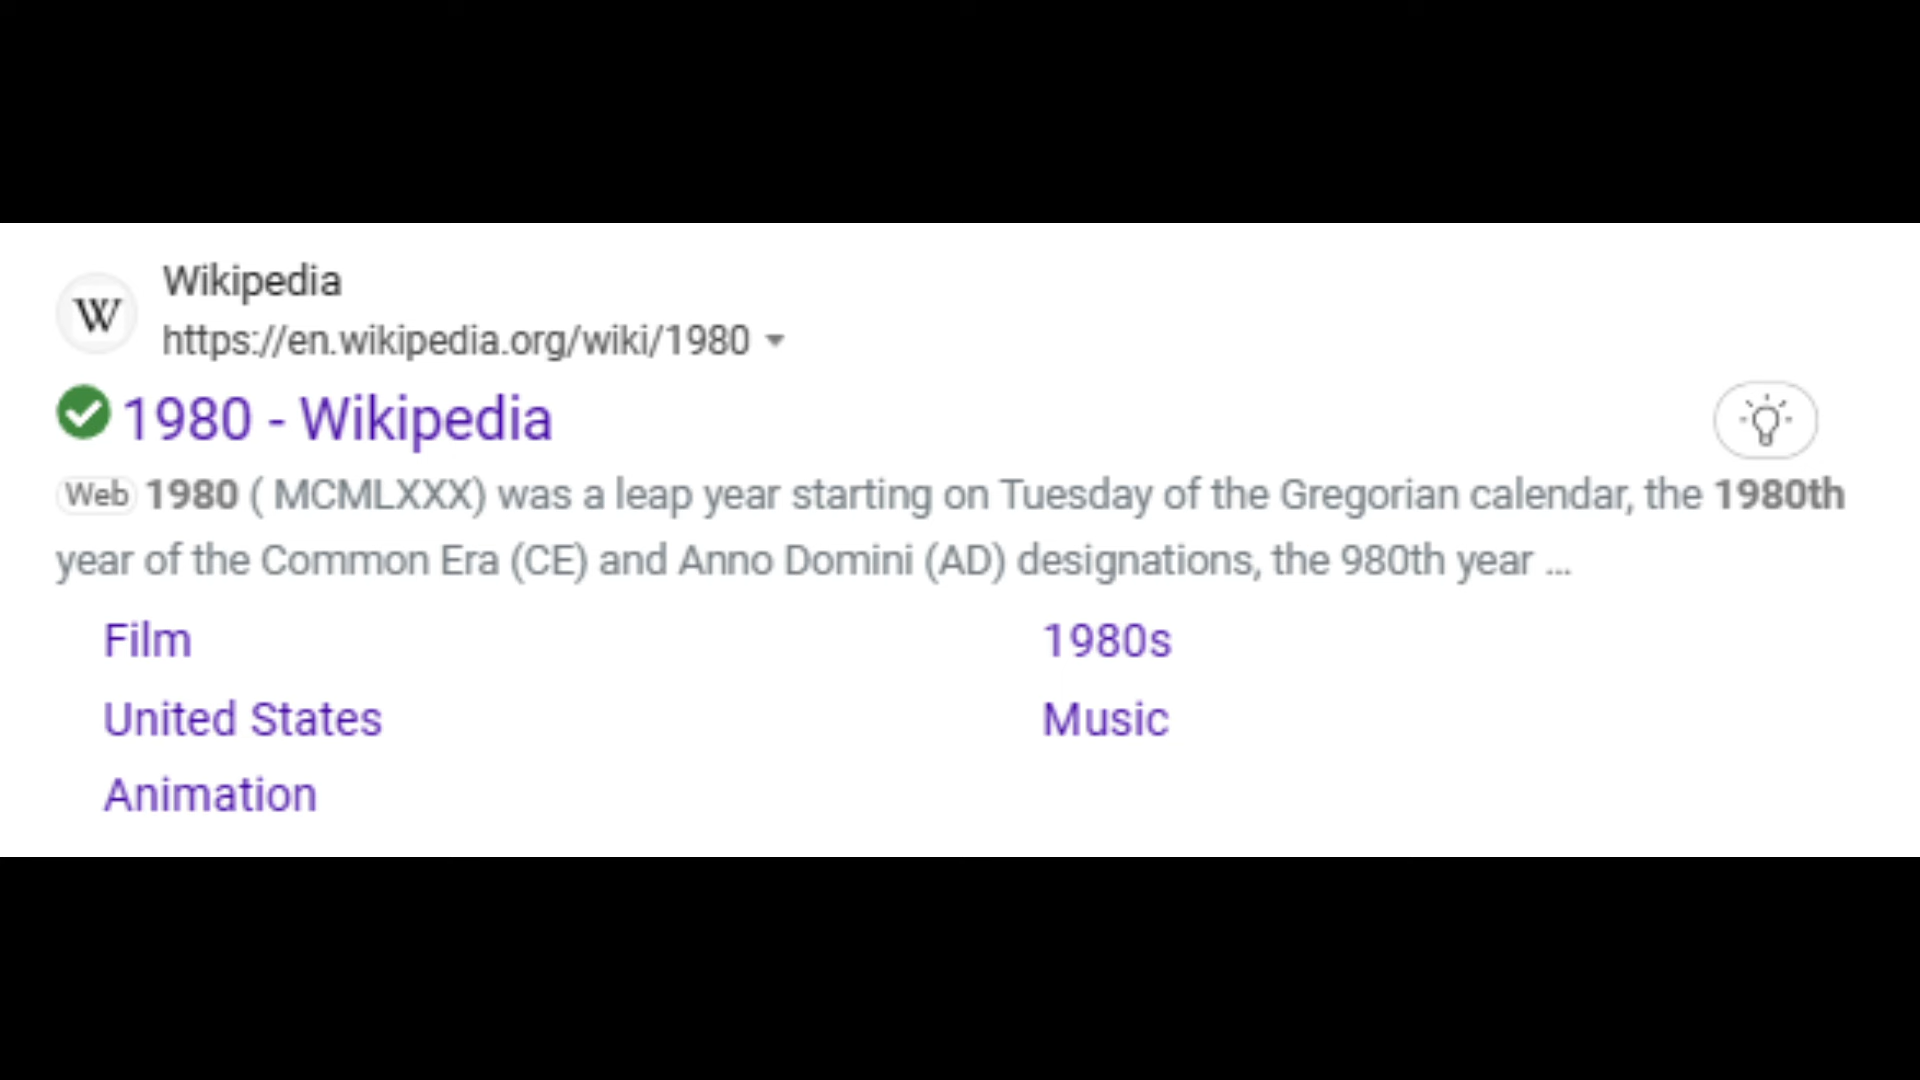 W
Wikipedia
https://en.wikipedia.org/wiki/1980
1980 - Wikipedia
Web 1980 ( MCMLXXX) was a leap year starting on Tuesday of the Gregorian calendar, the 1980th
year of the Common Era (CE) and Anno Domini (AD) designations, the 980th year ...
Film 1980s
United States Music
Animation